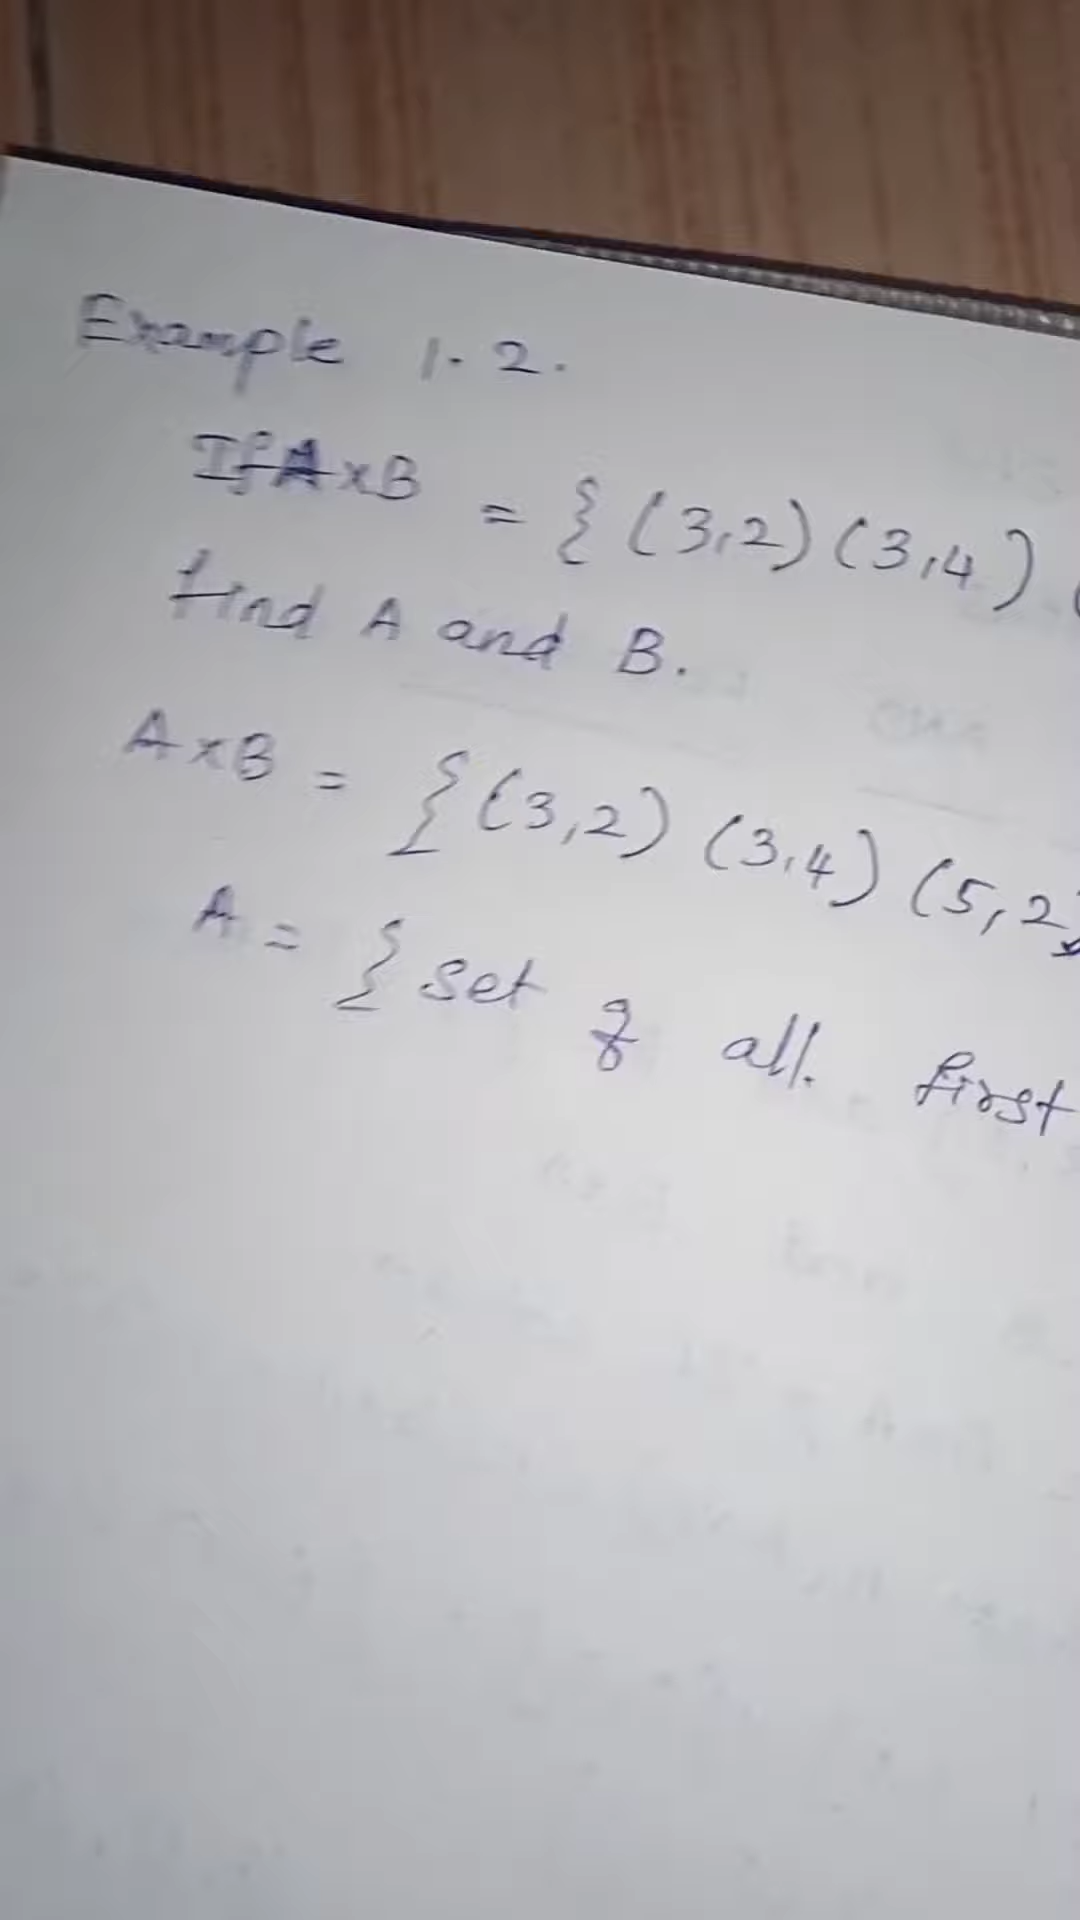 Example 1.2.
If A×B = { (3,2) (3,4) (
find A and B.
A×B = { (3,2) (3,4) (5,2)
A = { set of all. first